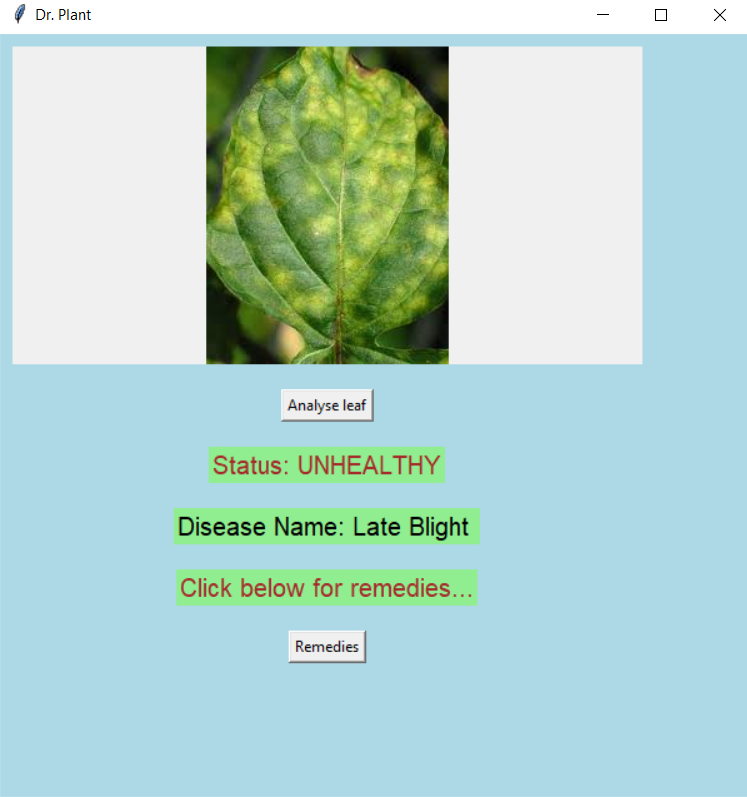 Dr. Plant
Analyse leaf
Status: UNHEALTHY
Disease Name: Late Blight
Click below for remedies...
Remedies